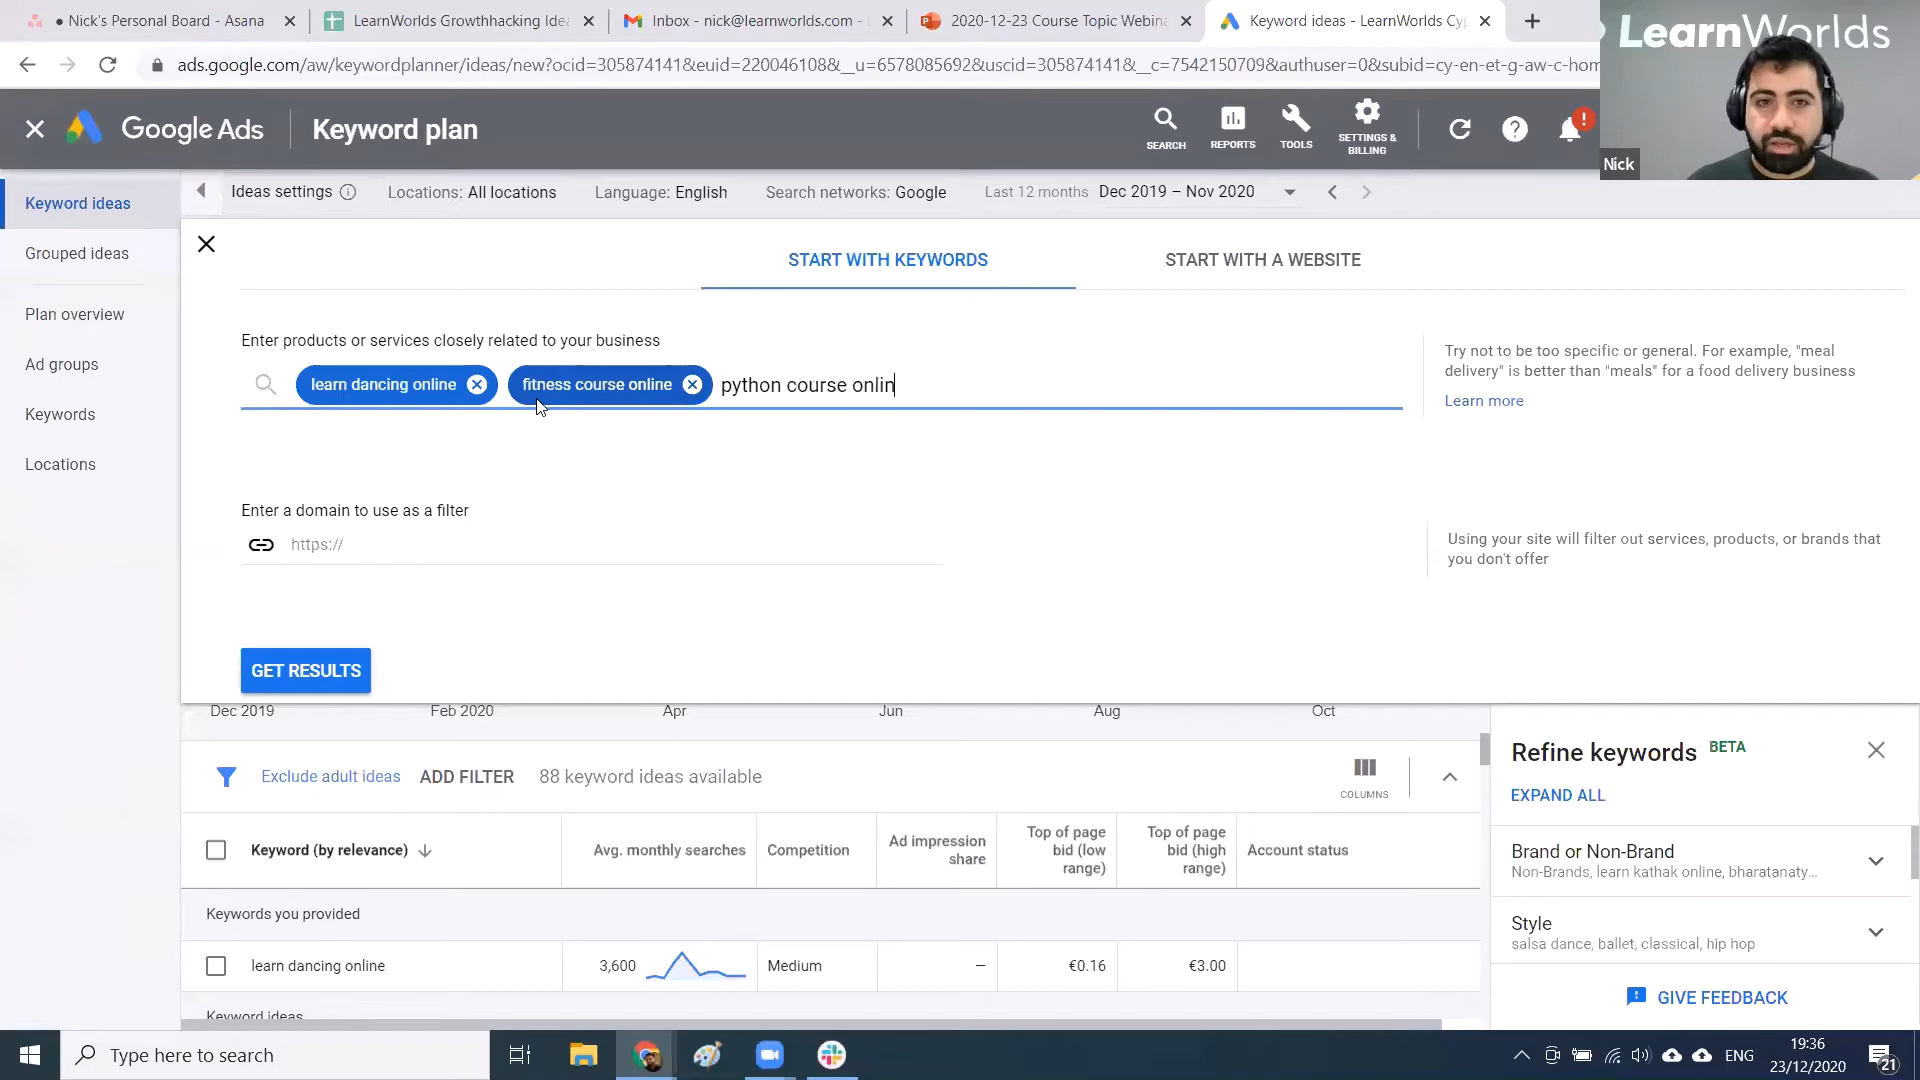 Nick's Personal Board - Asana
LearnWorlds Growthhacking Ide
Inbox - nick@learnworlds.com -
2020-12-23 Course Topic Webina
Keyword ideas - LearnWorlds Cy
LearnWorlds
ads.google.com/aw/keywordplanner/ideas/new?ocid=305874141&euid=220046108&__u=6578085692&uscid=305874141&__c=7542150709&authuser=0&subid=cy-en-et-g-aw-c-hom
Google Ads
Keyword plan
SEARCH
REPORTS
TOOLS
SETTINGS & BILLING
Nick
Keyword ideas
Grouped ideas
Plan overview
Ad groups
Keywords
Locations
Ideas settings
Locations: All locations
Language: English
Search networks: Google
Last 12 months Dec 2019 – Nov 2020
START WITH KEYWORDS
START WITH A WEBSITE
Enter products or services closely related to your business
learn dancing online
fitness course online
python course onlin
Try not to be too specific or general. For example, "meal
delivery" is better than "meals" for a food delivery business
Learn more
Enter a domain to use as a filter
https://
Using your site will filter out services, products, or brands that
you don't offer
GET RESULTS
Dec 2019
Feb 2020
Apr
Jun
Aug
Oct
Exclude adult ideas
ADD FILTER
88 keyword ideas available
COLUMNS
Keyword (by relevance)
Avg. monthly searches
Competition
Ad impression
share
Top of page
bid (low
range)
Top of page
bid (high
range)
Account status
Keywords you provided
learn dancing online
3,600
Medium
–
€0.16
€3.00
Keyword ideas
Refine keywords BETA
EXPAND ALL
Brand or Non-Brand
Non-Brands, learn kathak online, bharatanaty...
Style
salsa dance, ballet, classical, hip hop
GIVE FEEDBACK
Type here to search
ENG
19:36
23/12/2020
21